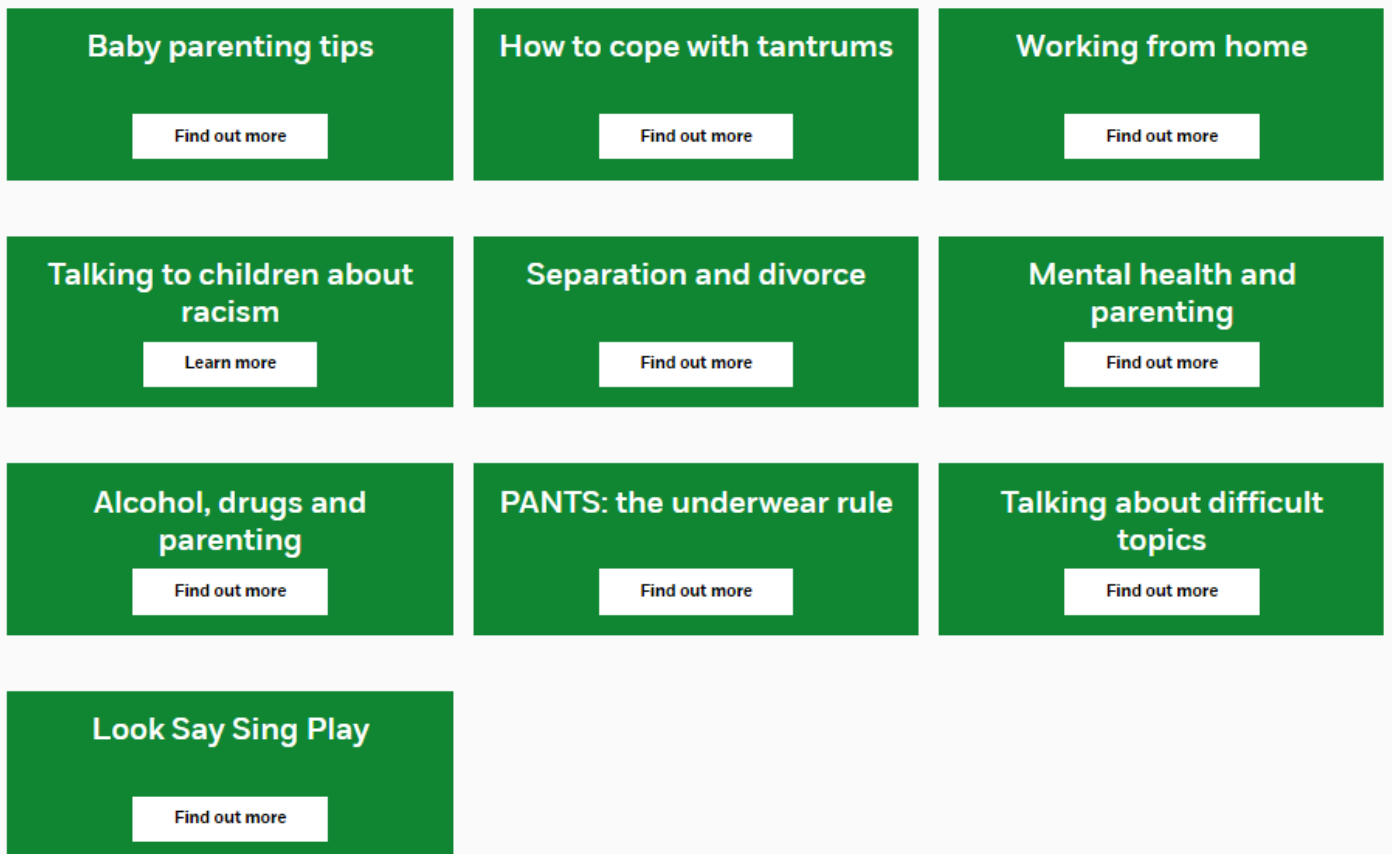 Baby parenting tips
Find out more
How to cope with tantrums
Find out more
Working from home
Find out more
Talking to children about
racism
Learn more
Separation and divorce
Find out more
Mental health and
parenting
Find out more
Alcohol, drugs and
parenting
Find out more
PANTS: the underwear rule
Find out more
Talking about difficult
topics
Find out more
Look Say Sing Play
Find out more